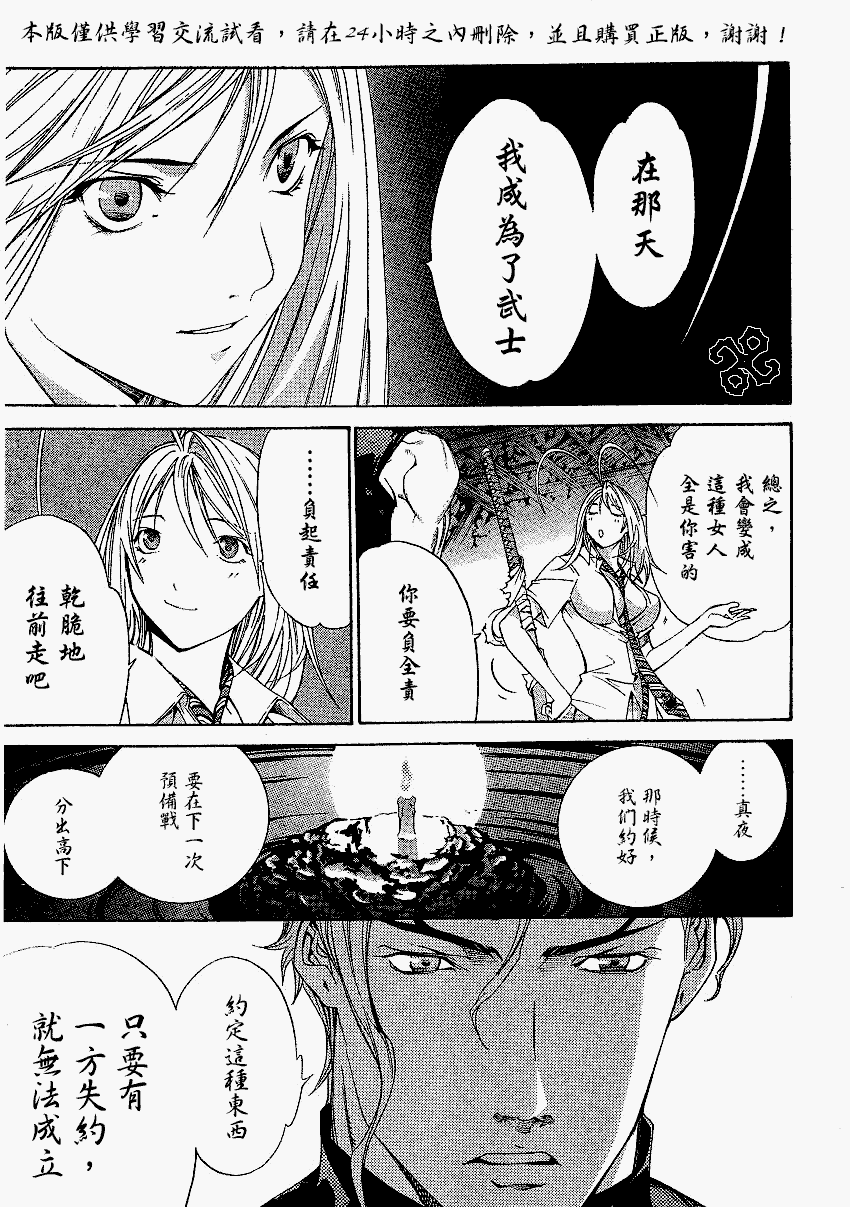 本版僅供學習交流試看，請在24小時之內刪除，並且購買正版，謝謝！
在那天
我成為了武士
總之，
我會變成
這種女人
全是你害的
你要負全責
……負起責任
乾脆地
往前走吧
……真夜
那時候，
我們約好
要在下一次
預備戰
分出高下
約定這種東西
只要有
一方失約，
就無法成立